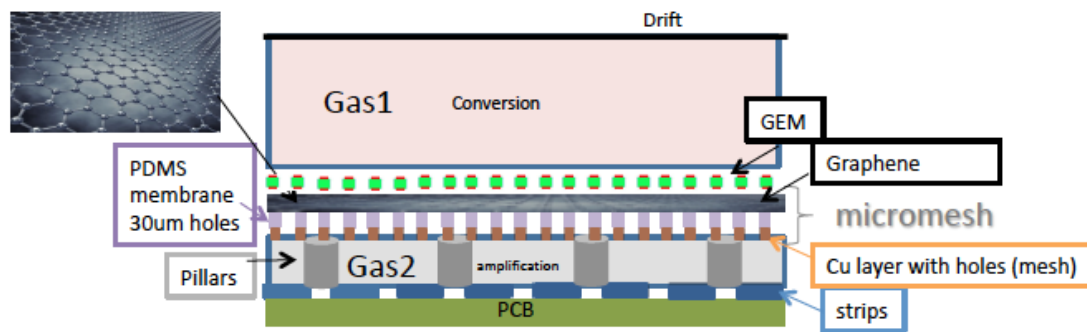 Drift
Gas1
Conversion
GEM
Graphene
PDMS
membrane
30um holes
micromesh
Pillars
Gas2
amplification
Cu layer with holes (mesh)
strips
PCB